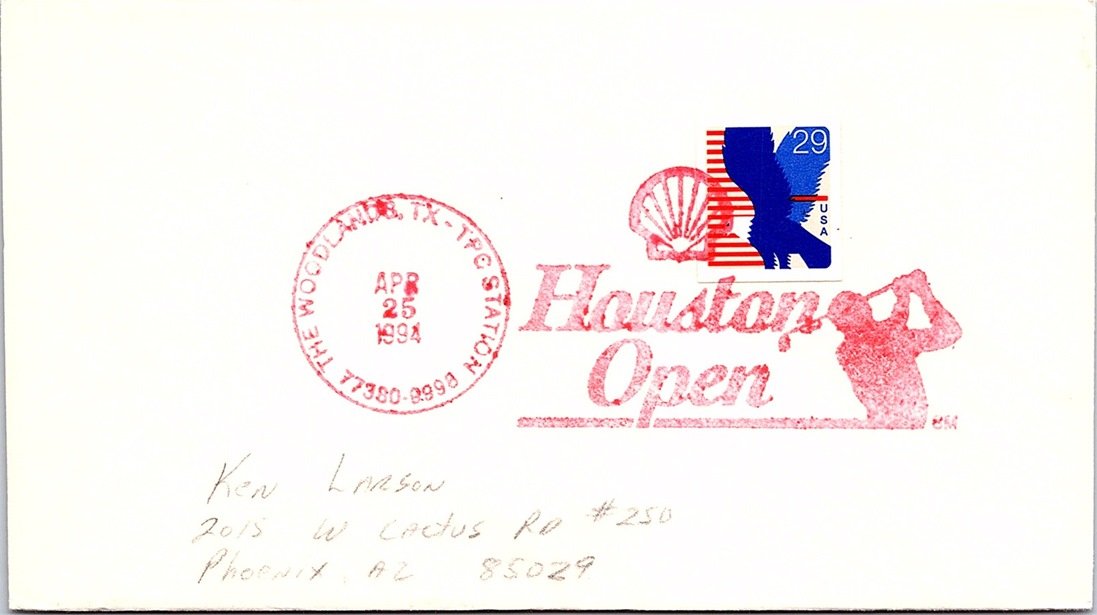 29
USA
THE WOODLANDS, TX - TPC STATION
APR
25
1994
77380-9998
Houston
Open
SM
Ken Larson
2015 W Cactus RD #250
Phoenix AZ 85029